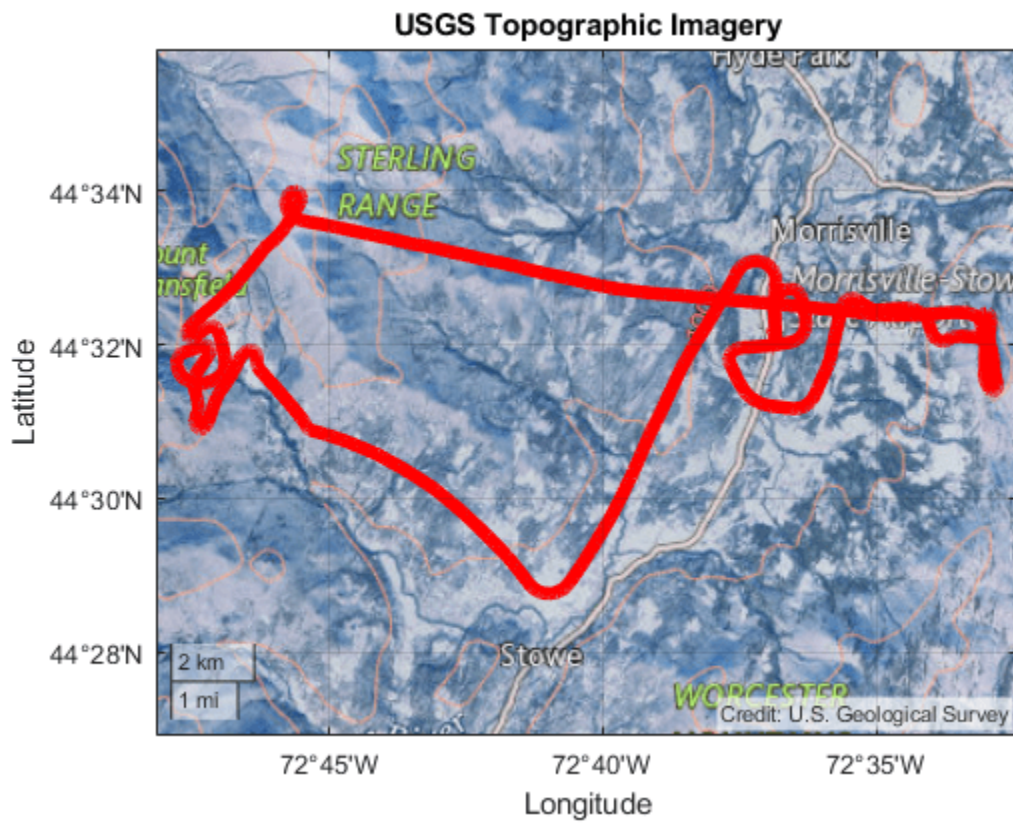 USGS Topographic Imagery
Hyde Park
STERLING
RANGE
44°34'N
Morrisville
ount
nsfield
Morrisville-Stow
44°32'N
Latitude
44°30'N
44°28'N
Stowe
2 km
1 mi
WORCESTER
Credit: U.S. Geological Survey
72°45'W
72°40'W
72°35'W
Longitude